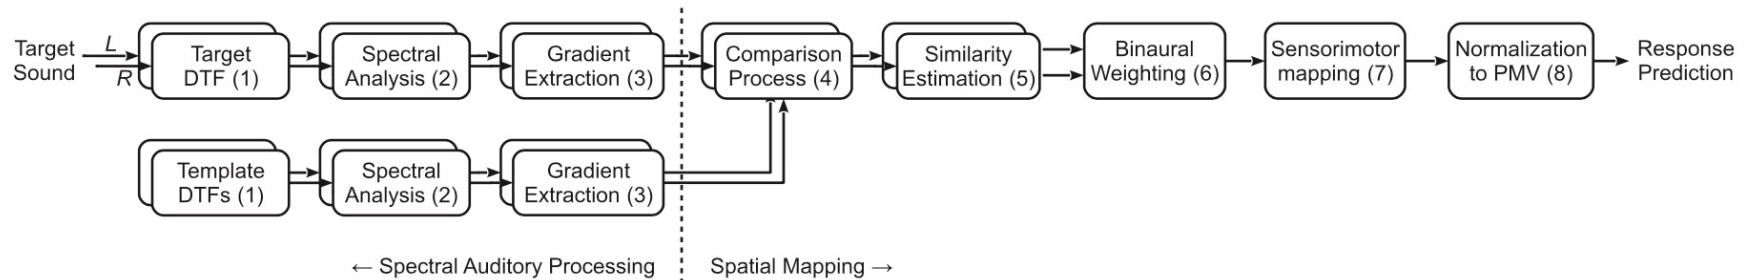 Target
Sound
L
R
Target
DTF (1)
Spectral
Analysis (2)
Gradient
Extraction (3)
Comparison
Process (4)
Similarity
Estimation (5)
Binaural
Weighting (6)
Sensorimotor
mapping (7)
Normalization
to PMV (8)
Response
Prediction
Template
DTFs (1)
Spectral
Analysis (2)
Gradient
Extraction (3)
← Spectral Auditory Processing
Spatial Mapping →